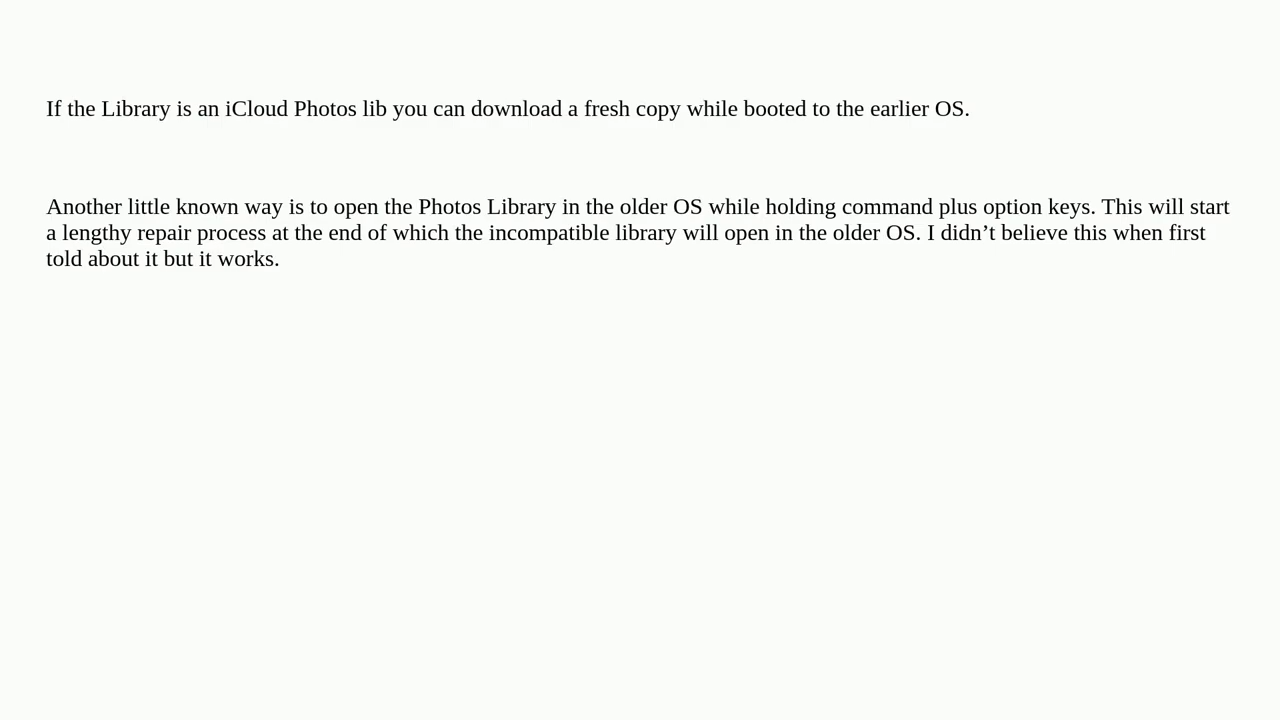 If the Library is an iCloud Photos lib you can download a fresh copy while booted to the earlier OS.
Another little known way is to open the Photos Library in the older OS while holding command plus option keys. This will start
a lengthy repair process at the end of which the incompatible library will open in the older OS. I didn’t believe this when first
told about it but it works.